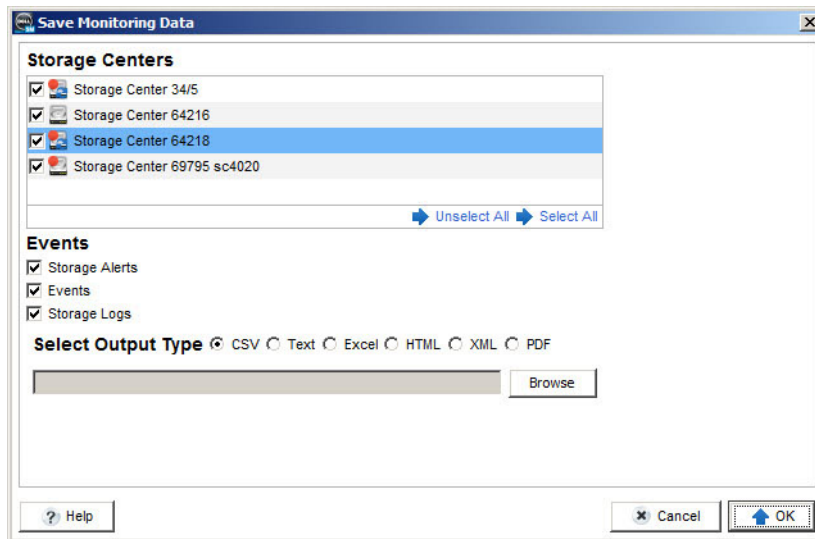 Save Monitoring Data
Storage Centers
Storage Center 34/5
Storage Center 64216
Storage Center 64218
Storage Center 69795 sc4020
Unselect All Select All
Events
Storage Alerts
Events
Storage Logs
Select Output Type CSV Text Excel HTML XML PDF
Browse
Help Cancel OK